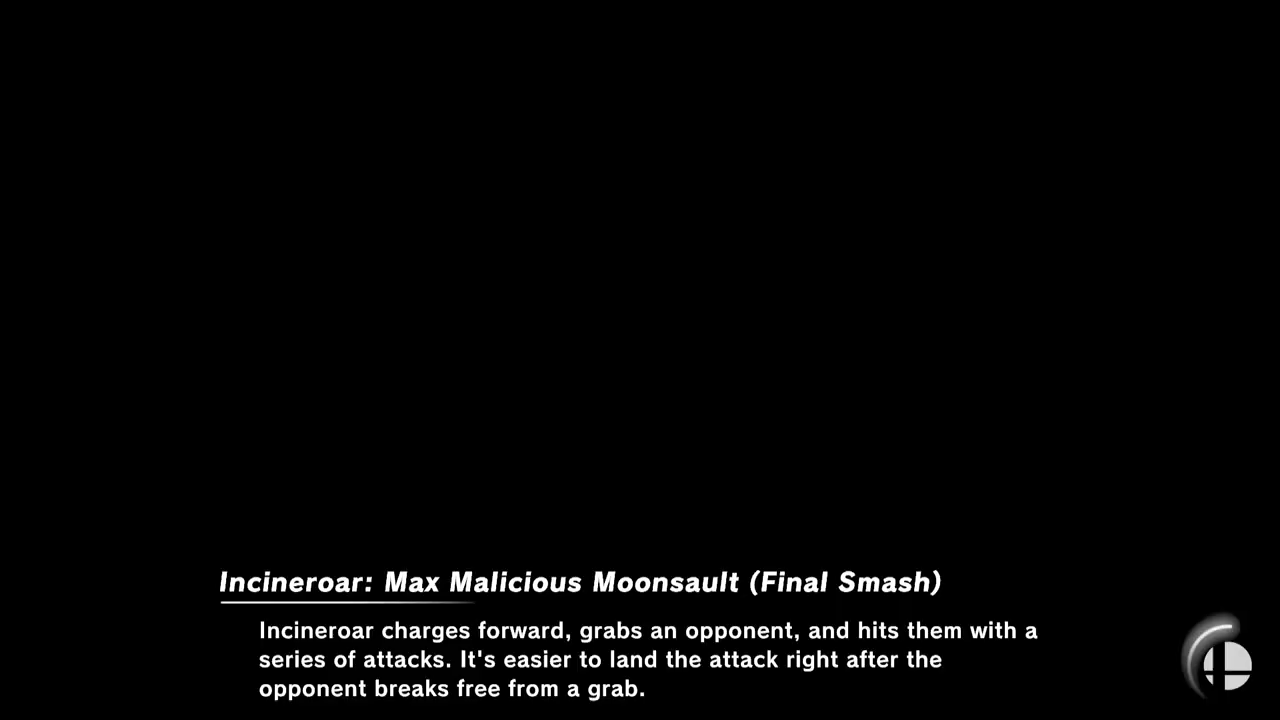 Incineroar: Max Malicious Moonsault (Final Smash)
Incineroar charges forward, grabs an opponent, and hits them with a
series of attacks. It's easier to land the attack right after the
opponent breaks free from a grab.